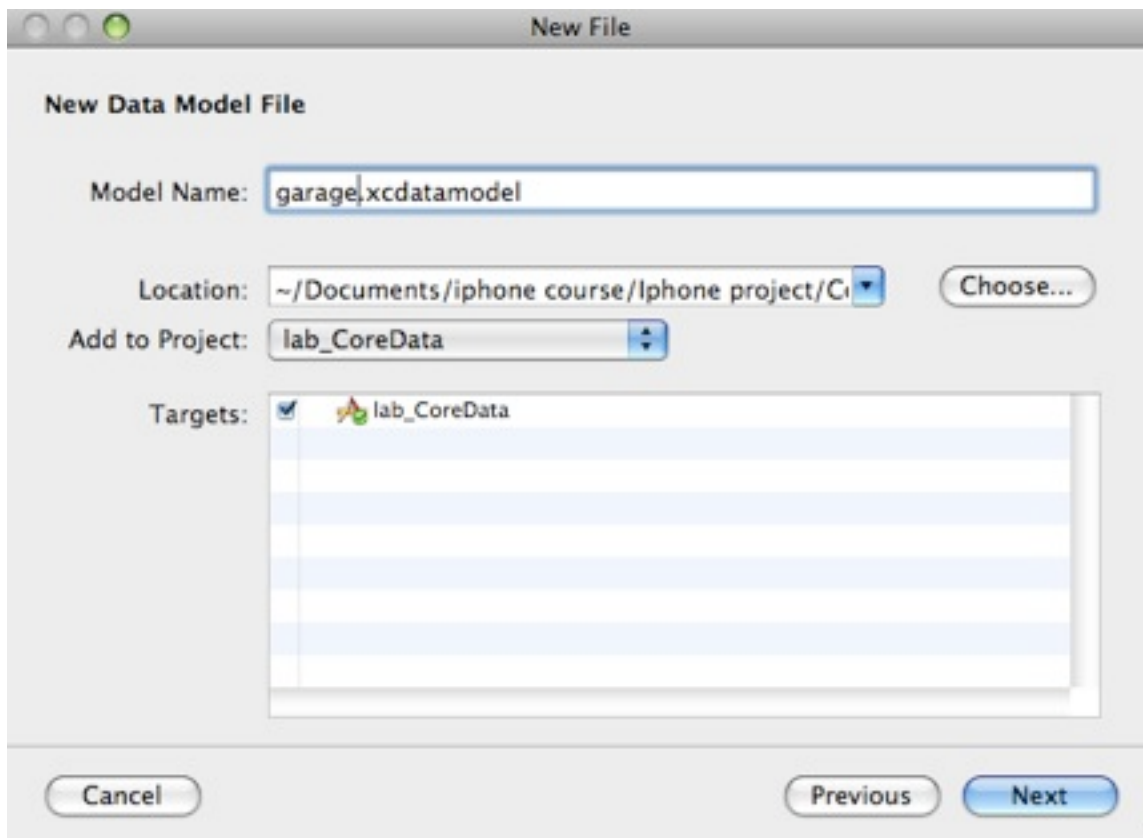 New File
New Data Model File
Model Name: garage.xcdatamodel
Location: ~/Documents/iphone course/Iphone project/C Choose...
Add to Project: lab_CoreData
Targets: lab_CoreData
Cancel Previous Next